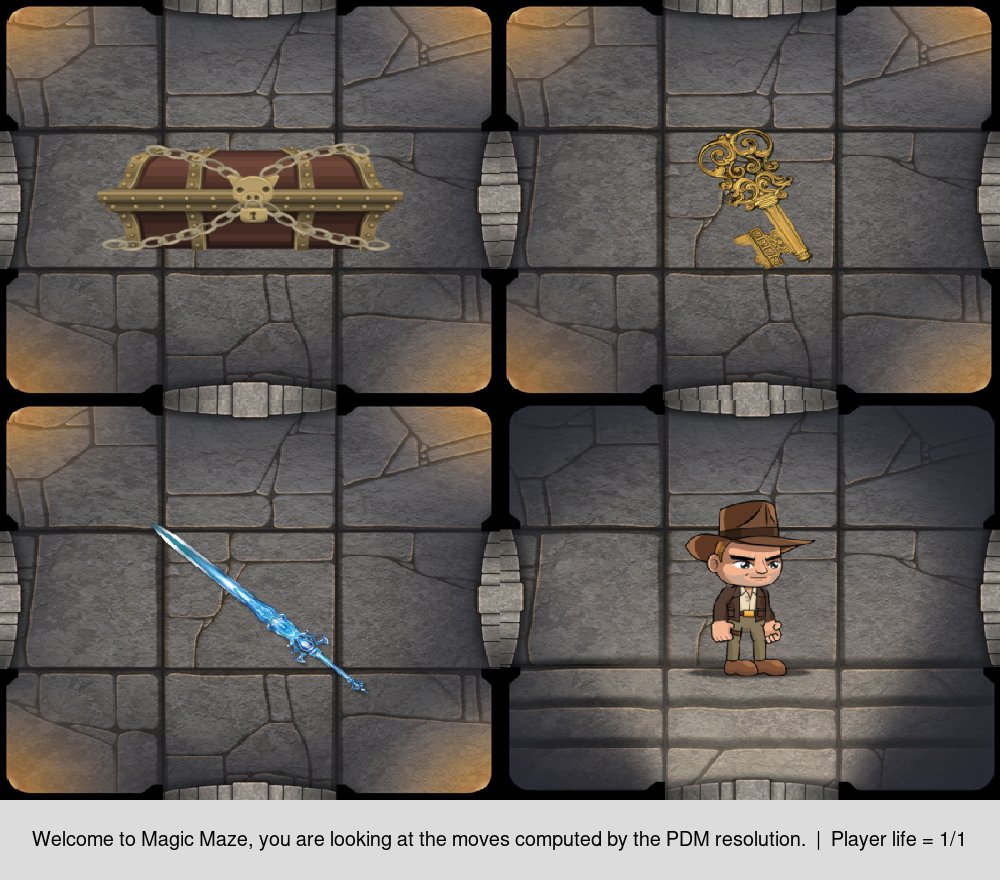 Welcome to Magic Maze, you are looking at the moves computed by the PDM resolution. | Player life = 1/1